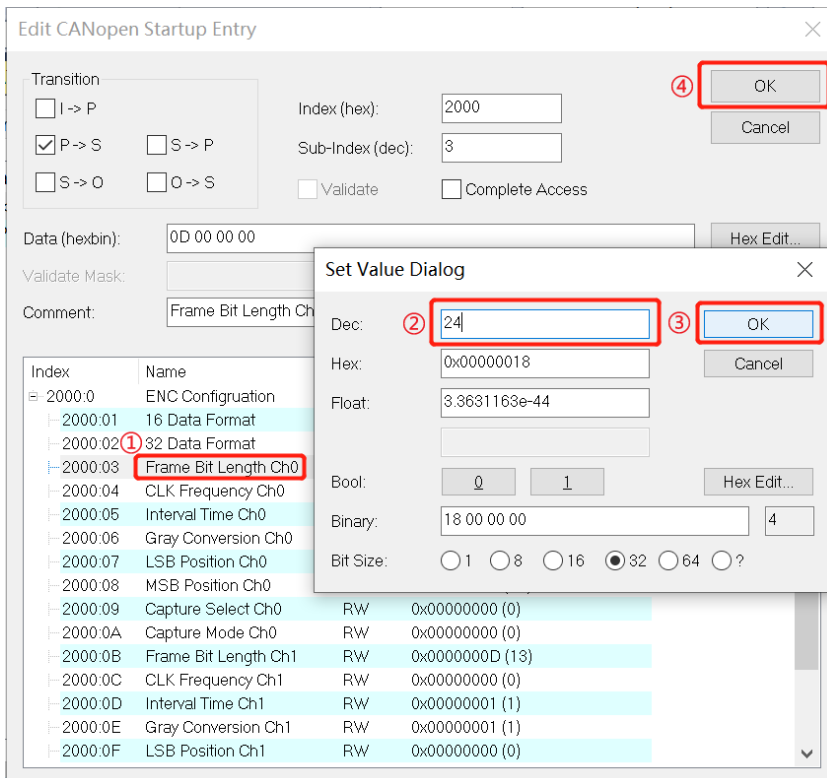 Edit CANopen Startup Entry
Transition
I -> P
P -> S
S -> P
S -> O
O -> S
Index (hex): 2000
Sub-Index (dec): 3
Validate
Complete Access
④ OK
Cancel
Data (hexbin): 0D 00 00 00
Hex Edit...
Validate Mask:
Comment: Frame Bit Length Ch
Set Value Dialog
Dec: ② 24 ③ OK
Hex: 0x00000018 Cancel
Float: 3.3631163e-44
Bool: 0 1 Hex Edit...
Binary: 18 00 00 00 4
Bit Size: 1 8 16 32 64 ?
Index Name
2000:0 ENC Configruation
2000:01 16 Data Format
2000:02 ① 32 Data Format
2000:03 Frame Bit Length Ch0
2000:04 CLK Frequency Ch0
2000:05 Interval Time Ch0
2000:06 Gray Conversion Ch0
2000:07 LSB Position Ch0
2000:08 MSB Position Ch0
2000:09 Capture Select Ch0 RW 0x00000000 (0)
2000:0A Capture Mode Ch0 RW 0x00000000 (0)
2000:0B Frame Bit Length Ch1 RW 0x0000000D (13)
2000:0C CLK Frequency Ch1 RW 0x00000000 (0)
2000:0D Interval Time Ch1 RW 0x00000001 (1)
2000:0E Gray Conversion Ch1 RW 0x00000001 (1)
2000:0F LSB Position Ch1 RW 0x00000000 (0)